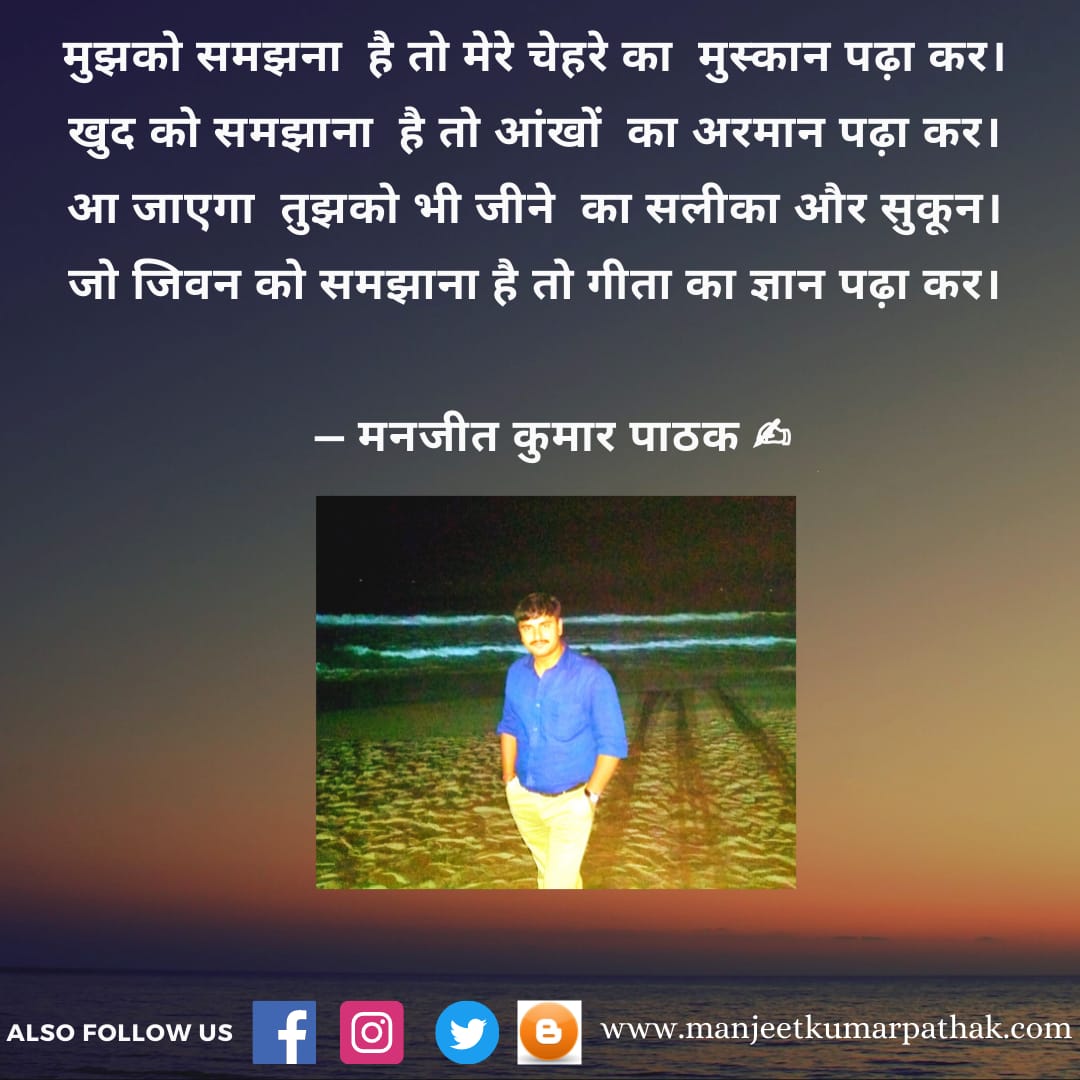 मुझको समझना है तो मेरे चेहरे का मुस्कान पढ़ा कर।
खुद को समझाना है तो आंखों का अरमान पढ़ा कर।
आ जाएगा तुझको भी जीने का सलीका और सुकून।
जो जिवन को समझाना है तो गीता का ज्ञान पढ़ा कर।
— मनजीत कुमार पाठक ✍
ALSO FOLLOW US www.manjeetkumarpathak.com